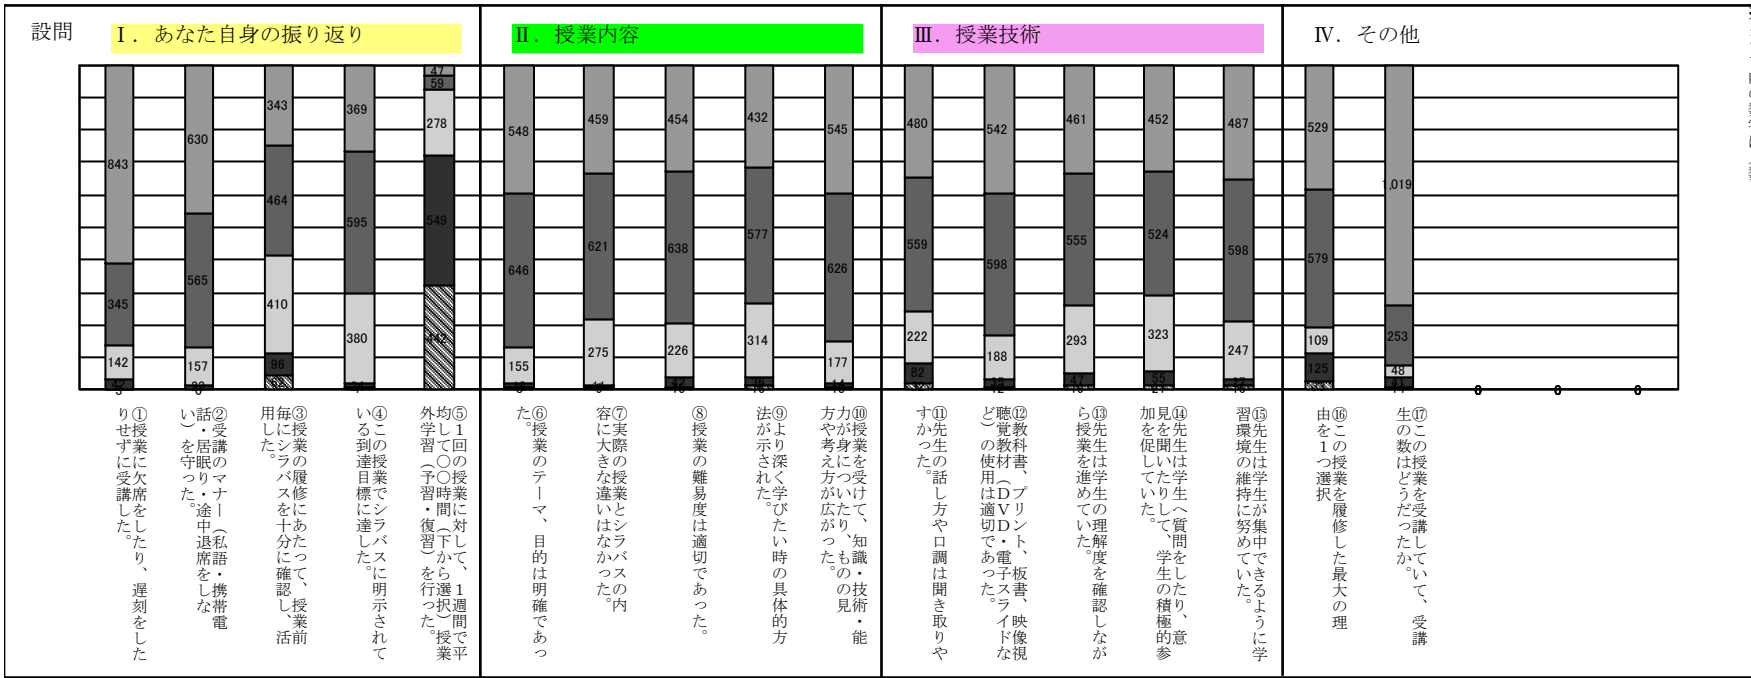 設問
Ⅰ．あなた自身の振り返り
Ⅱ．授業内容
Ⅲ．授業技術
Ⅳ．その他
843
345
142
42
3
630
565
157
343
464
410
96
62
369
595
380
47
59
278
549
442
548
646
155
459
621
275
11
454
638
226
42
432
577
314
545
626
177
14
480
559
222
82
542
598
188
12
461
555
293
47
452
524
323
55
21
487
598
247
529
579
109
125
1,019
253
48
41
11
0
0
0
①授業に欠席をしたり、遅刻をした
りせずに受講した。
②受講のマナー（私語・携帯電
話・居眠り・途中退席をしな
い）を守った。
③授業の履修にあたって、授業前
毎にシラバスを十分に確認し、活
用した。
④この授業でシラバスに明示されて
いる到達目標に達した。
⑤１回の授業に対して、１週間で平
均して〇〇時間（下から選択）授業
外学習（予習・復習）を行った。
⑥授業のテーマ、目的は明確であっ
た。
⑦実際の授業とシラバスの内
容に大きな違いはなかった。
⑧授業の難易度は適切であった。
⑨より深く学びたい時の具体的方
法が示された。
⑩授業を受けて、知識・技術・能
力が身についたり、ものの見
方や考え方が広がった。
⑪先生の話し方や口調は聞き取りや
すかった。
⑫教科書、プリント、板書、映像視
聴覚教材（ＤＶＤ・電子スライドな
ど）の使用は適切であった。
⑬先生は学生の理解度を確認しなが
ら授業を進めていた。
⑭先生は学生へ質問をしたり、意
見を聞いたりして、学生の積極的参
加を促していた。
⑮先生は学生が集中できるように学
習環境の維持に努めていた。
⑯この授業を履修した最大の理
由を１つ選択
⑰この授業を受講していて、受講
生の数はどうだったか。